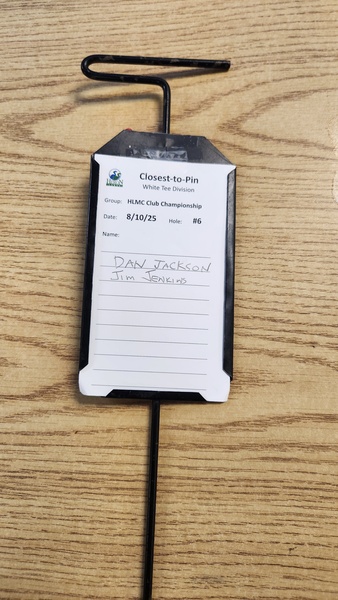 Closest-to-Pin
White Tee Division
Group: HLMC Club Championship
Date: 8/10/25 Hole: #6
Name:
DAN JACKSON
Jim JENKINS